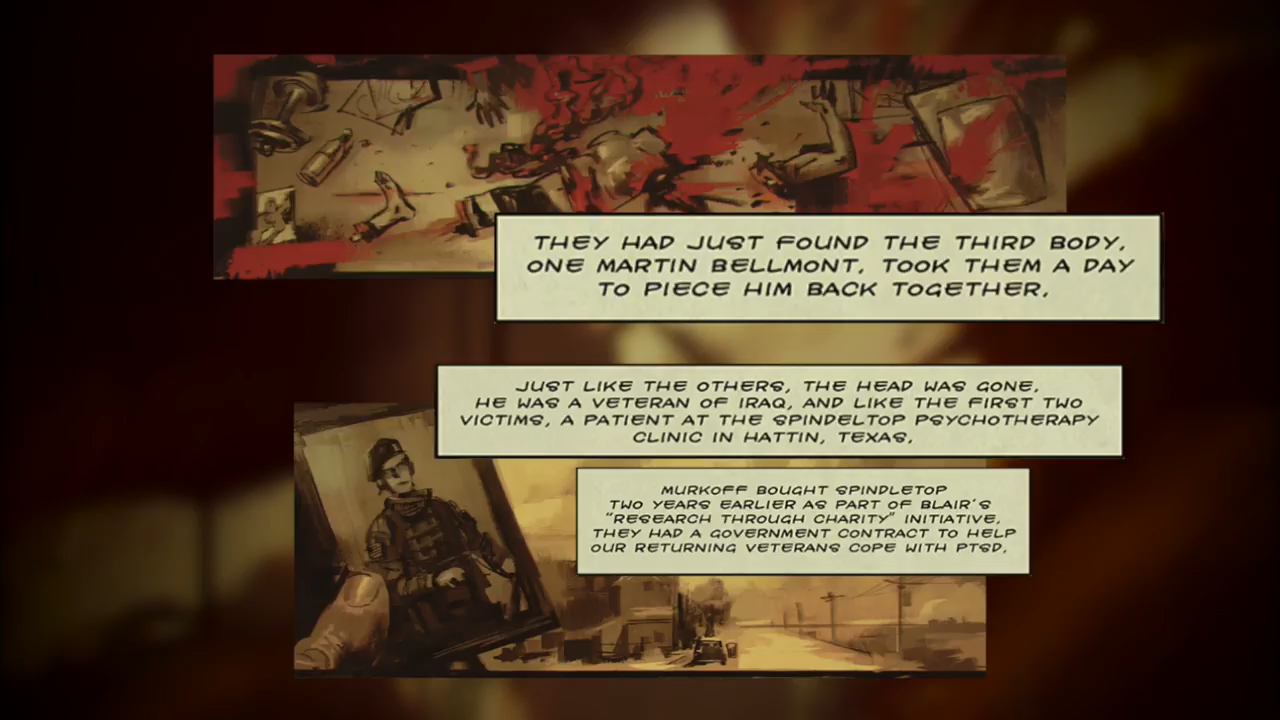 THEY HAD JUST FOUND THE THIRD BODY,
ONE MARTIN BELLMONT. TOOK THEM A DAY
TO PIECE HIM BACK TOGETHER.
JUST LIKE THE OTHERS, THE HEAD WAS GONE.
HE WAS A VETERAN OF IRAQ, AND LIKE THE FIRST TWO
VICTIMS, A PATIENT AT THE SPINDELTOP PSYCHOTHERAPY
CLINIC IN HATTIN, TEXAS.
MURKOFF BOUGHT SPINDLETOP
TWO YEARS EARLIER AS PART OF BLAIR'S
"RESEARCH THROUGH CHARITY" INITIATIVE.
THEY HAD A GOVERNMENT CONTRACT TO HELP
OUR RETURNING VETERANS COPE WITH PTSD.